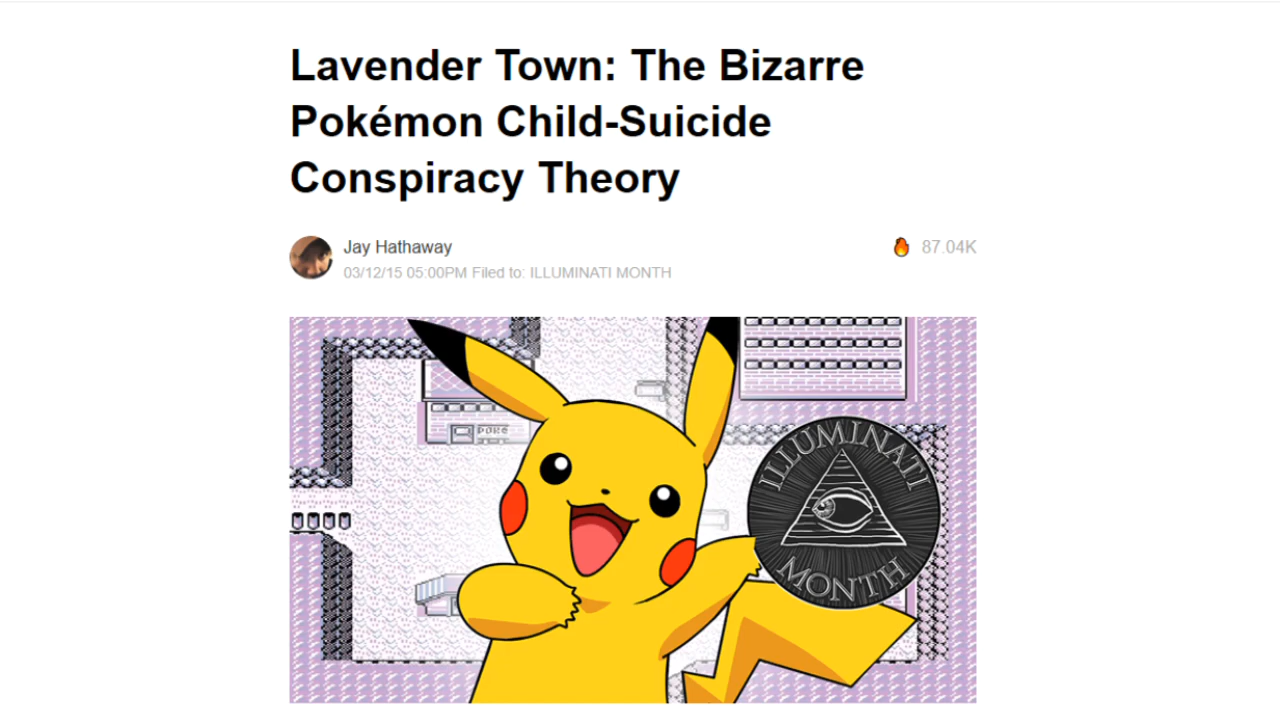 Lavender Town: The Bizarre
Pokémon Child-Suicide
Conspiracy Theory
Jay Hathaway
87.04K
03/12/15 05:00PM Filed to: ILLUMINATI MONTH
POKé
ILLUMINATI
MONTH